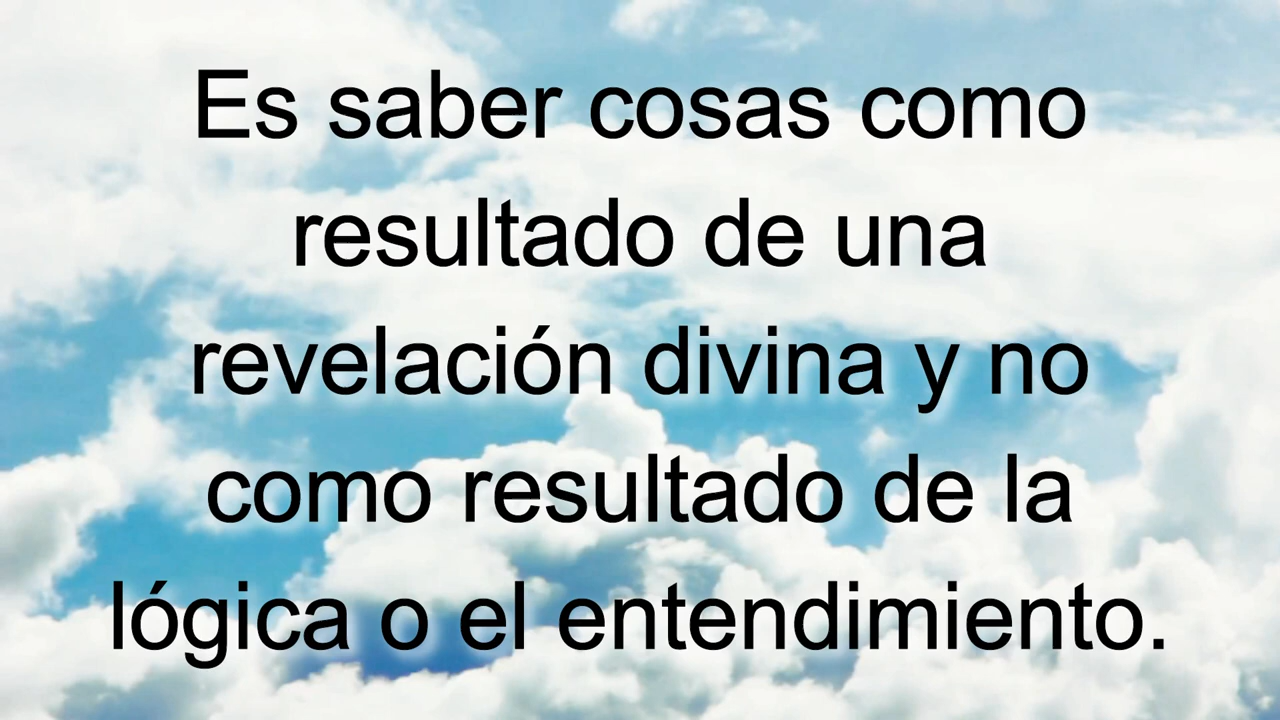 Es saber cosas como
resultado de una
revelación divina y no
como resultado de la
lógica o el entendimiento.